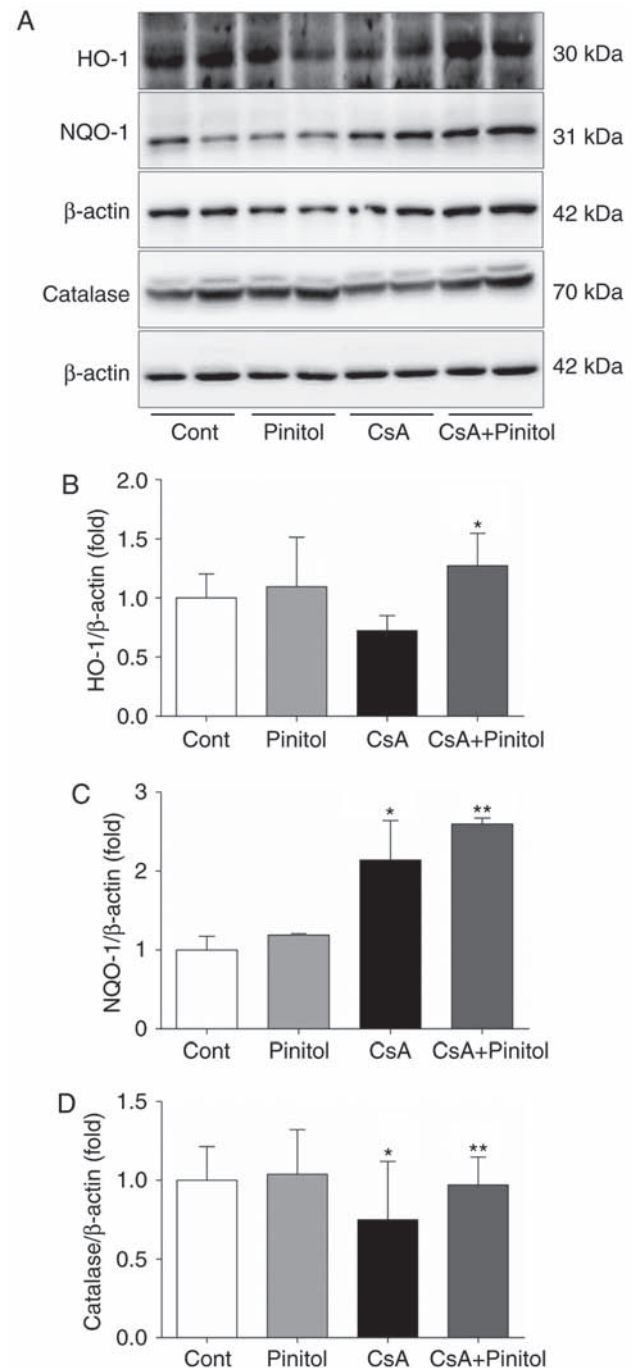 A
HO-1 30 kDa
NQO-1 31 kDa
β-actin 42 kDa
Catalase 70 kDa
β-actin 42 kDa
Cont Pinitol CsA CsA+Pinitol
B
HO-1/β-actin (fold)
2.0
1.5
1.0
0.5
0.0
*
Cont Pinitol CsA CsA+Pinitol
C
NQO-1/β-actin (fold)
3
2
1
0
* **
Cont Pinitol CsA CsA+Pinitol
D
Catalase/β-actin (fold)
1.5
1.0
0.5
0.0
* **
Cont Pinitol CsA CsA+Pinitol